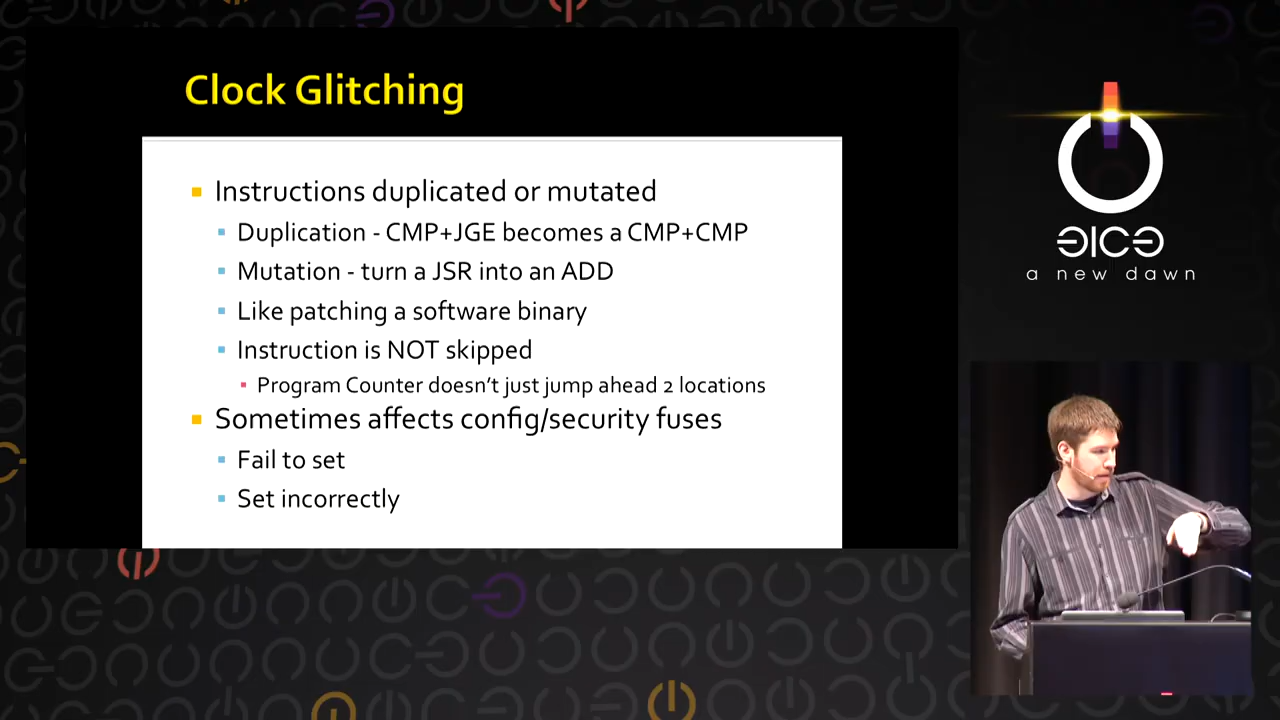 Clock Glitching
Instructions duplicated or mutated
Duplication - CMP+JGE becomes a CMP+CMP
Mutation - turn a JSR into an ADD
Like patching a software binary
Instruction is NOT skipped
Program Counter doesn't just jump ahead 2 locations
Sometimes affects config/security fuses
Fail to set
Set incorrectly
a new dawn